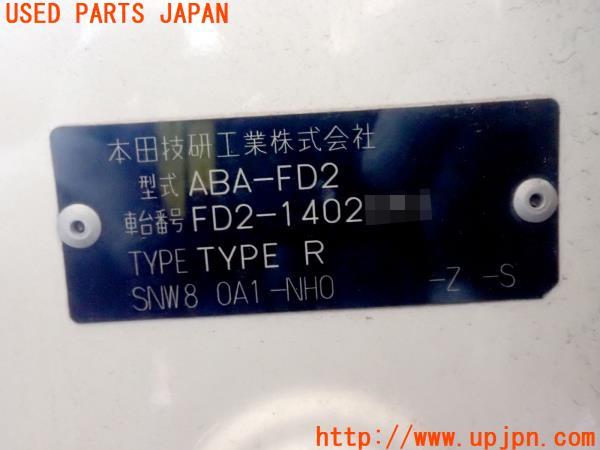 USED PARTS JAPAN
本田技研工業株式会社
型式 ABA-FD2
車台番号 FD2-1402
TYPE TYPE R
SNW8 0A1-NH0 -Z -S
http://www.upjpn.com